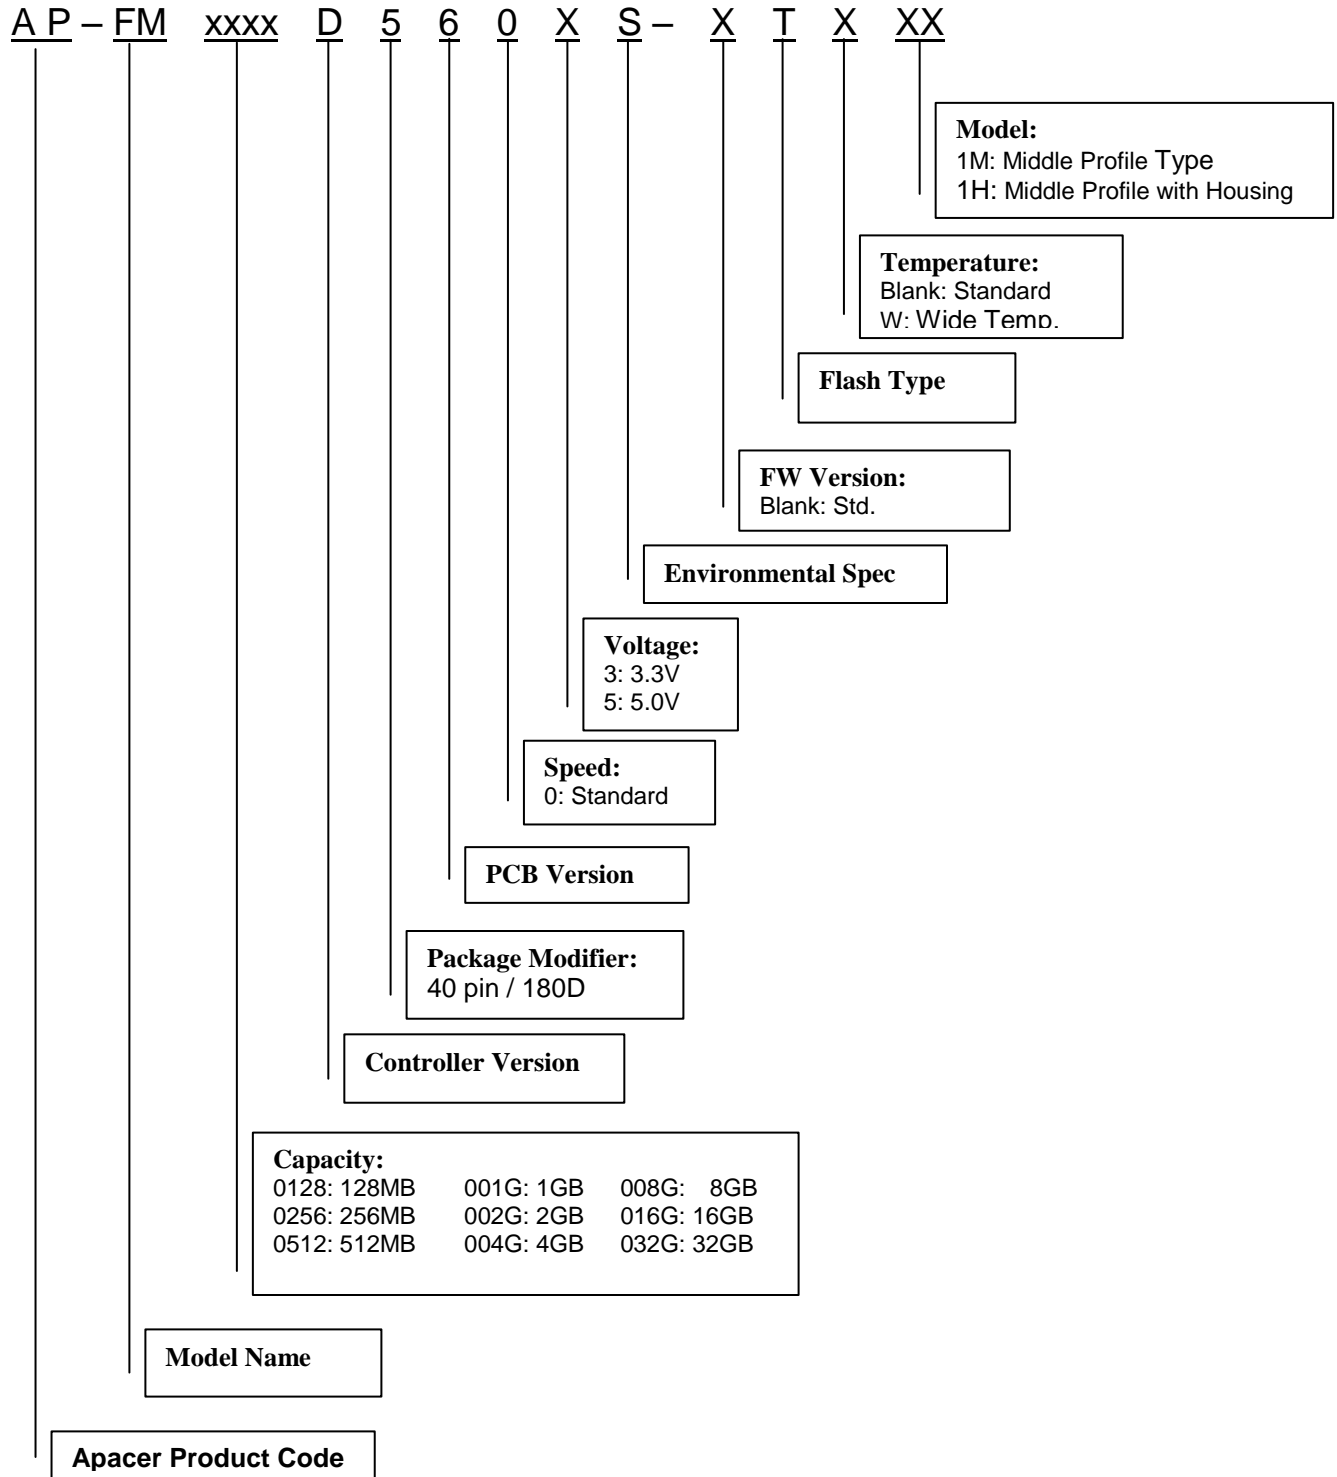 A P – FM xxxx D 5 6 0 X S – X T X XX
Model:
1M: Middle Profile Type
1H: Middle Profile with Housing
Temperature:
Blank: Standard
W: Wide Temp.
Flash Type
FW Version:
Blank: Std.
Environmental Spec
Voltage:
3: 3.3V
5: 5.0V
Speed:
0: Standard
PCB Version
Package Modifier:
40 pin / 180D
Controller Version
Capacity:
0128: 128MB 001G: 1GB 008G: 8GB
0256: 256MB 002G: 2GB 016G: 16GB
0512: 512MB 004G: 4GB 032G: 32GB
Model Name
Apacer Product Code